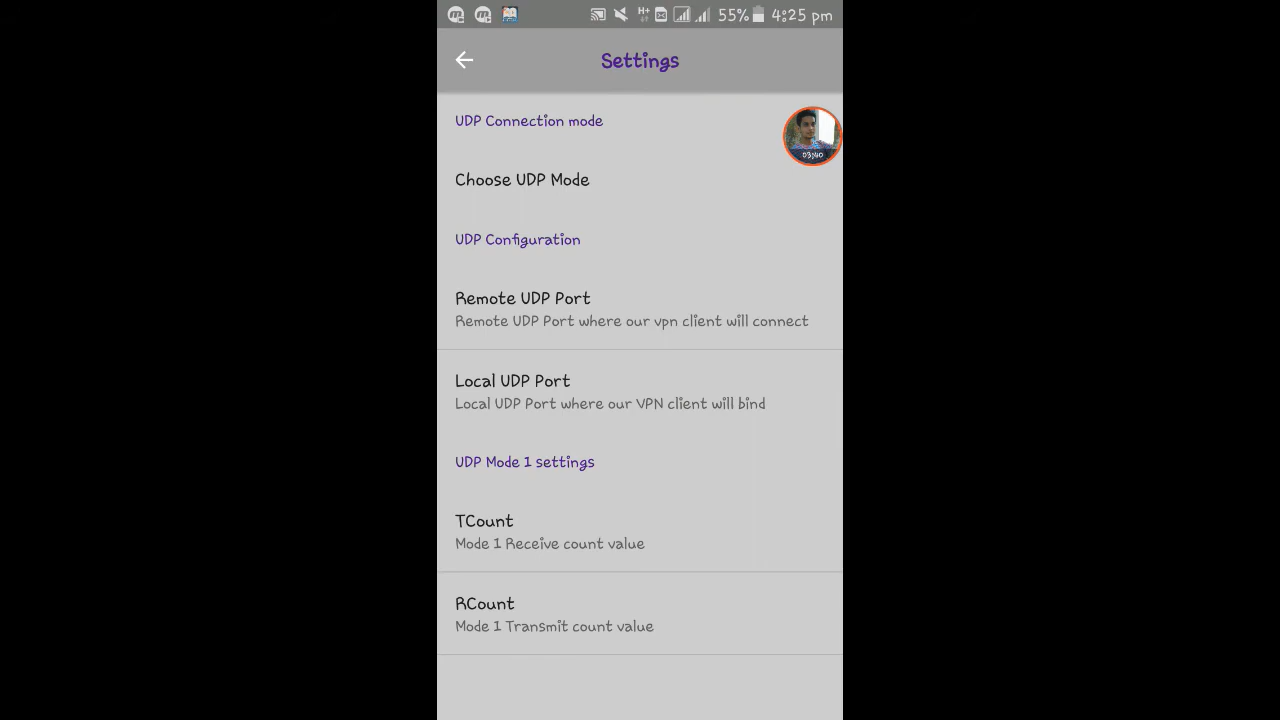 H+ 55% 4:25 pm
Settings
UDP Connection mode
03:40
Choose UDP Mode
UDP Configuration
Remote UDP Port
Remote UDP Port where our vpn client will connect
Local UDP Port
Local UDP Port where our VPN client will bind
UDP Mode 1 settings
TCount
Mode 1 Receive count value
RCount
Mode 1 Transmit count value